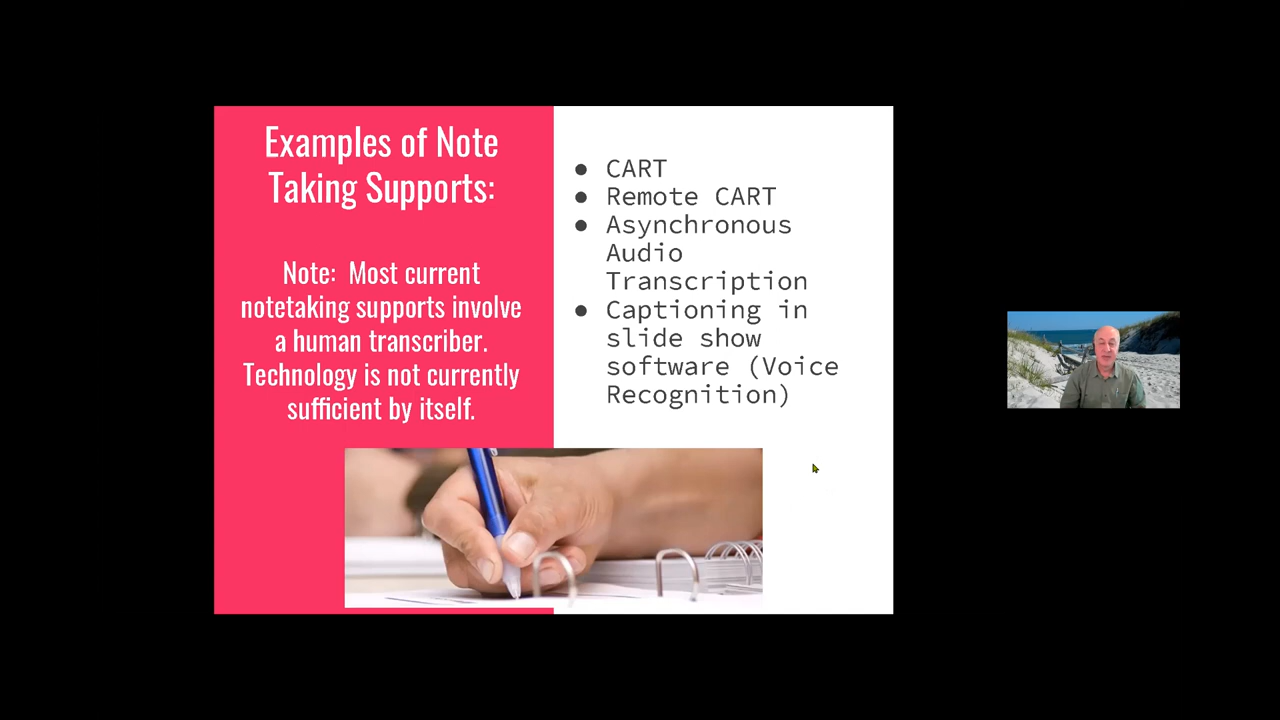 Examples of Note
Taking Supports:
Note:  Most current
notetaking supports involve
a human transcriber.
Technology is not currently
sufficient by itself.
● CART
● Remote CART
● Asynchronous
Audio
Transcription
● Captioning in
slide show
software (Voice
Recognition)